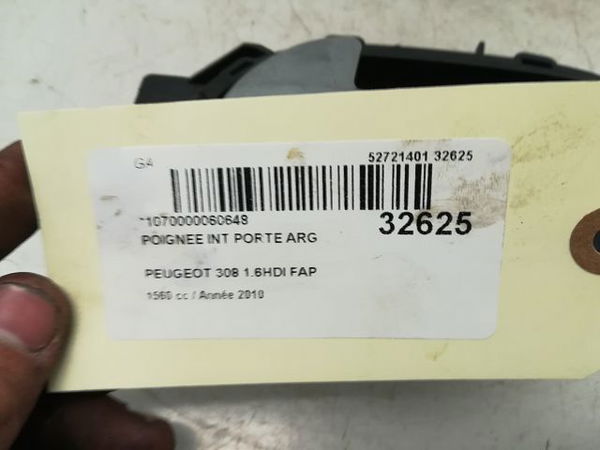 GA 52721401 32625
*1070000060648
32625
POIGNEE INT PORTE ARG
PEUGEOT 308 1.6HDI FAP
1560 cc / Année 2010